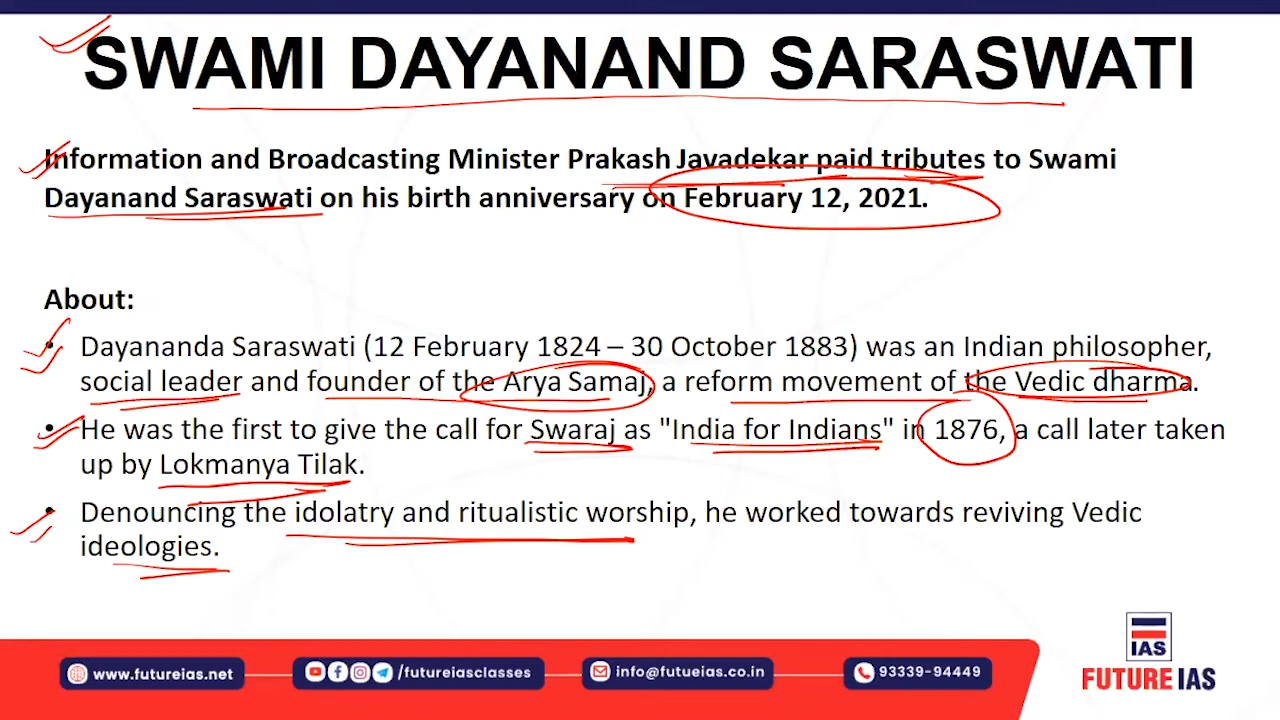 SWAMI DAYANAND SARASWATI
Information and Broadcasting Minister Prakash Javadekar paid tributes to Swami
Dayanand Saraswati on his birth anniversary on February 12, 2021.
About:
• Dayananda Saraswati (12 February 1824 – 30 October 1883) was an Indian philosopher,
social leader and founder of the Arya Samaj, a reform movement of the Vedic dharma.
• He was the first to give the call for Swaraj as "India for Indians" in 1876, a call later taken
up by Lokmanya Tilak.
• Denouncing the idolatry and ritualistic worship, he worked towards reviving Vedic
ideologies.
IAS
FUTURE IAS
www.futureias.net
/futureiasclasses
info@futueias.co.in
93339-94449